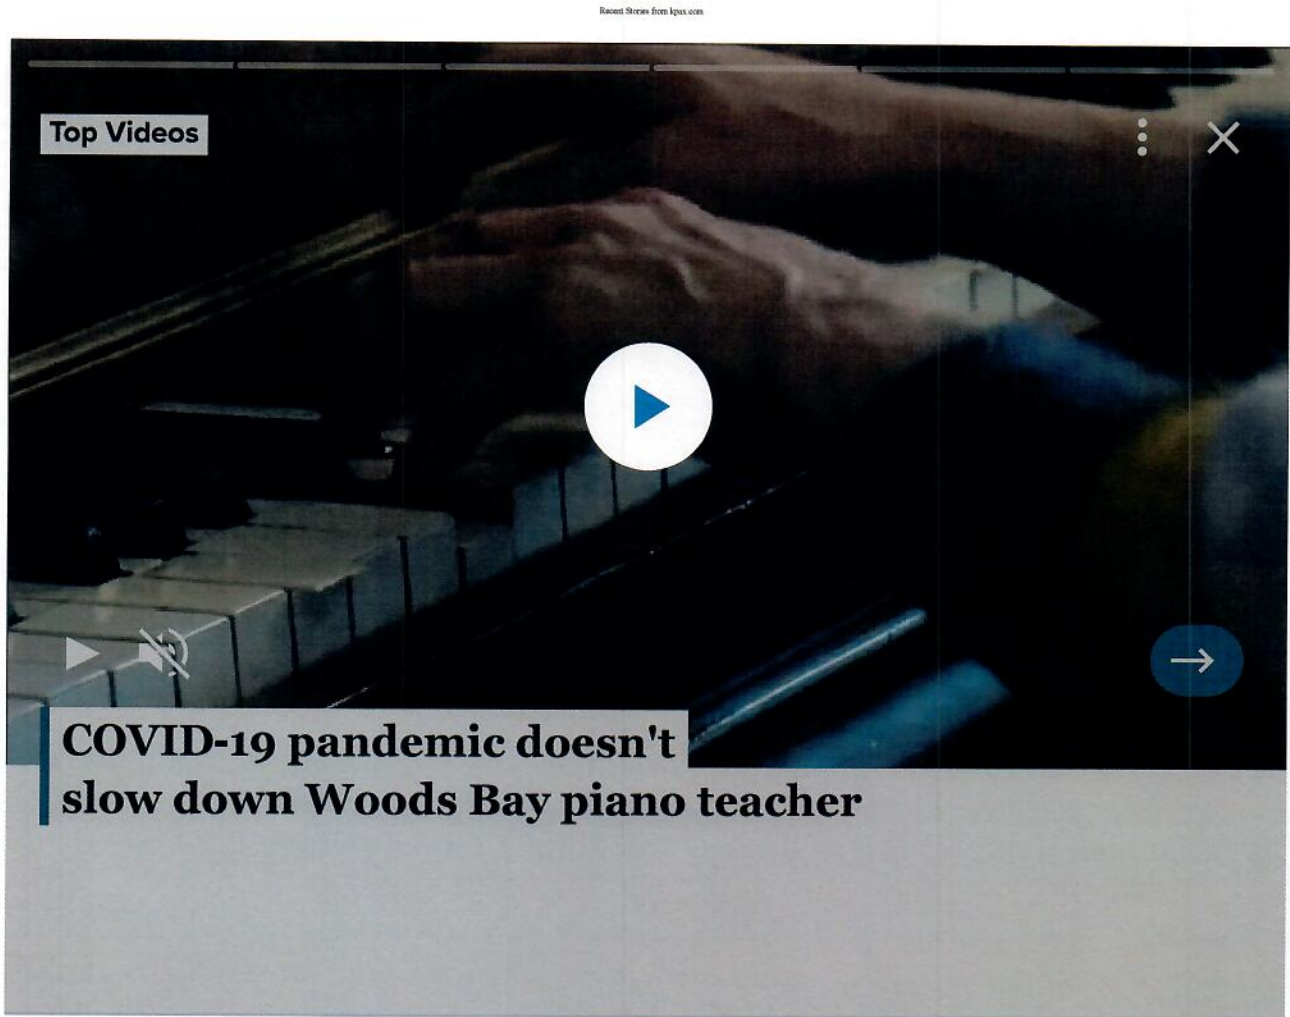 Recent Stories from kpax.com
Top Videos
COVID-19 pandemic doesn't
slow down Woods Bay piano teacher